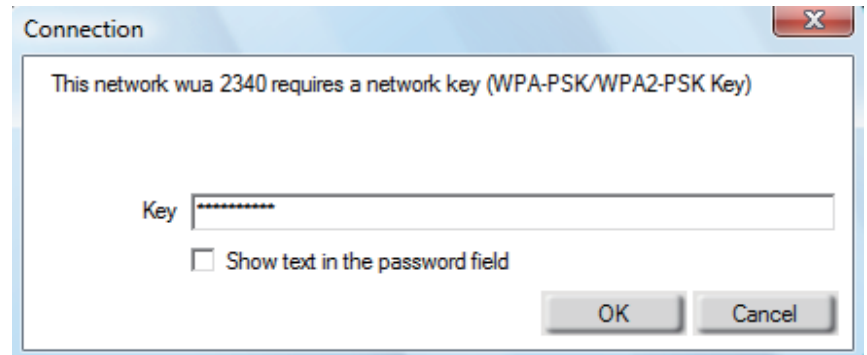 Connection
This network wua 2340 requires a network key (WPA-PSK/WPA2-PSK Key)
Key **********
Show text in the password field
OK Cancel